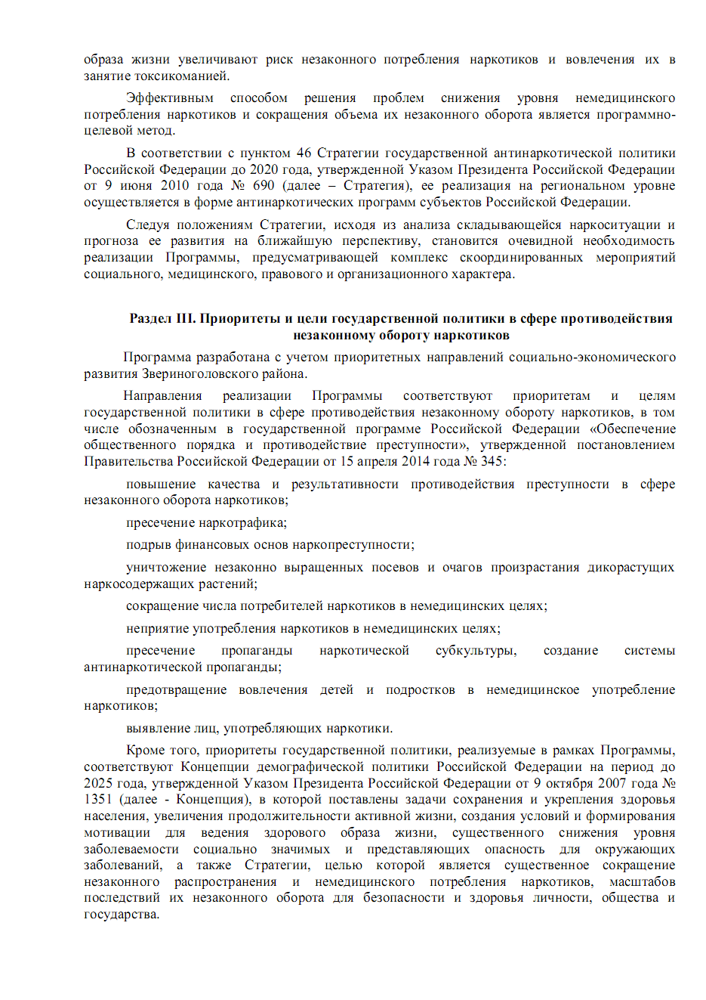 образа жизни увеличивают риск незаконного потребления наркотиков и вовлечения их в
занятие токсикоманией.
Эффективным способом решения проблем снижения уровня немедицинского
потребления наркотиков и сокращения объема их незаконного оборота является программно-
целевой метод.
В соответствии с пунктом 46 Стратегии государственной антинаркотической политики
Российской Федерации до 2020 года, утвержденной Указом Президента Российской Федерации
от 9 июня 2010 года № 690 (далее – Стратегия), ее реализация на региональном уровне
осуществляется в форме антинаркотических программ субъектов Российской Федерации.
Следуя положениям Стратегии, исходя из анализа складывающейся наркоситуации и
прогноза ее развития на ближайшую перспективу, становится очевидной необходимость
реализации Программы, предусматривающей комплекс скоординированных мероприятий
социального, медицинского, правового и организационного характера.
Раздел III. Приоритеты и цели государственной политики в сфере противодействия
незаконному обороту наркотиков
Программа разработана с учетом приоритетных направлений социально-экономического
развития Звериноголовского района.
Направления реализации Программы соответствуют приоритетам и целям
государственной политики в сфере противодействия незаконному обороту наркотиков, в том
числе обозначенным в государственной программе Российской Федерации «Обеспечение
общественного порядка и противодействие преступности», утвержденной постановлением
Правительства Российской Федерации от 15 апреля 2014 года № 345:
повышение качества и результативности противодействия преступности в сфере
незаконного оборота наркотиков;
пресечение наркотрафика;
подрыв финансовых основ наркопреступности;
уничтожение незаконно выращенных посевов и очагов произрастания дикорастущих
наркосодержащих растений;
сокращение числа потребителей наркотиков в немедицинских целях;
неприятие употребления наркотиков в немедицинских целях;
пресечение пропаганды наркотической субкультуры, создание системы
антинаркотической пропаганды;
предотвращение вовлечения детей и подростков в немедицинское употребление
наркотиков;
выявление лиц, употребляющих наркотики.
Кроме того, приоритеты государственной политики, реализуемые в рамках Программы,
соответствуют Концепции демографической политики Российской Федерации на период до
2025 года, утвержденной Указом Президента Российской Федерации от 9 октября 2007 года №
1351 (далее - Концепция), в которой поставлены задачи сохранения и укрепления здоровья
населения, увеличения продолжительности активной жизни, создания условий и формирования
мотивации для ведения здорового образа жизни, существенного снижения уровня
заболеваемости социально значимых и представляющих опасность для окружающих
заболеваний, а также Стратегии, целью которой является существенное сокращение
незаконного распространения и немедицинского потребления наркотиков, масштабов
последствий их незаконного оборота для безопасности и здоровья личности, общества и
государства.